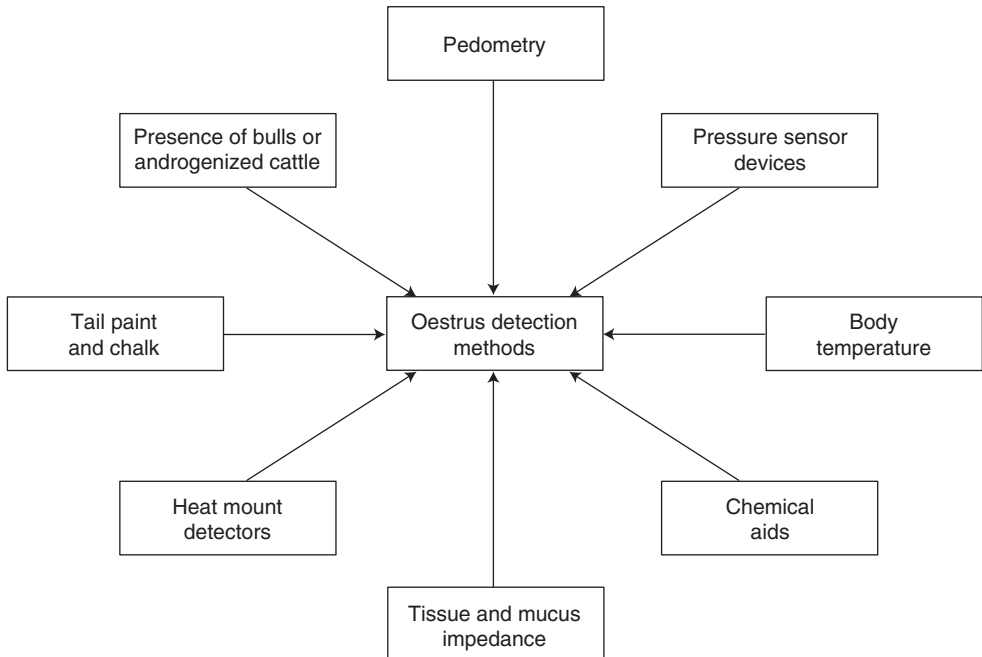 Pedometry
Presence of bulls or
androgenized cattle
Pressure sensor
devices
Tail paint
and chalk
Oestrus detection
methods
Body
temperature
Heat mount
detectors
Chemical
aids
Tissue and mucus
impedance